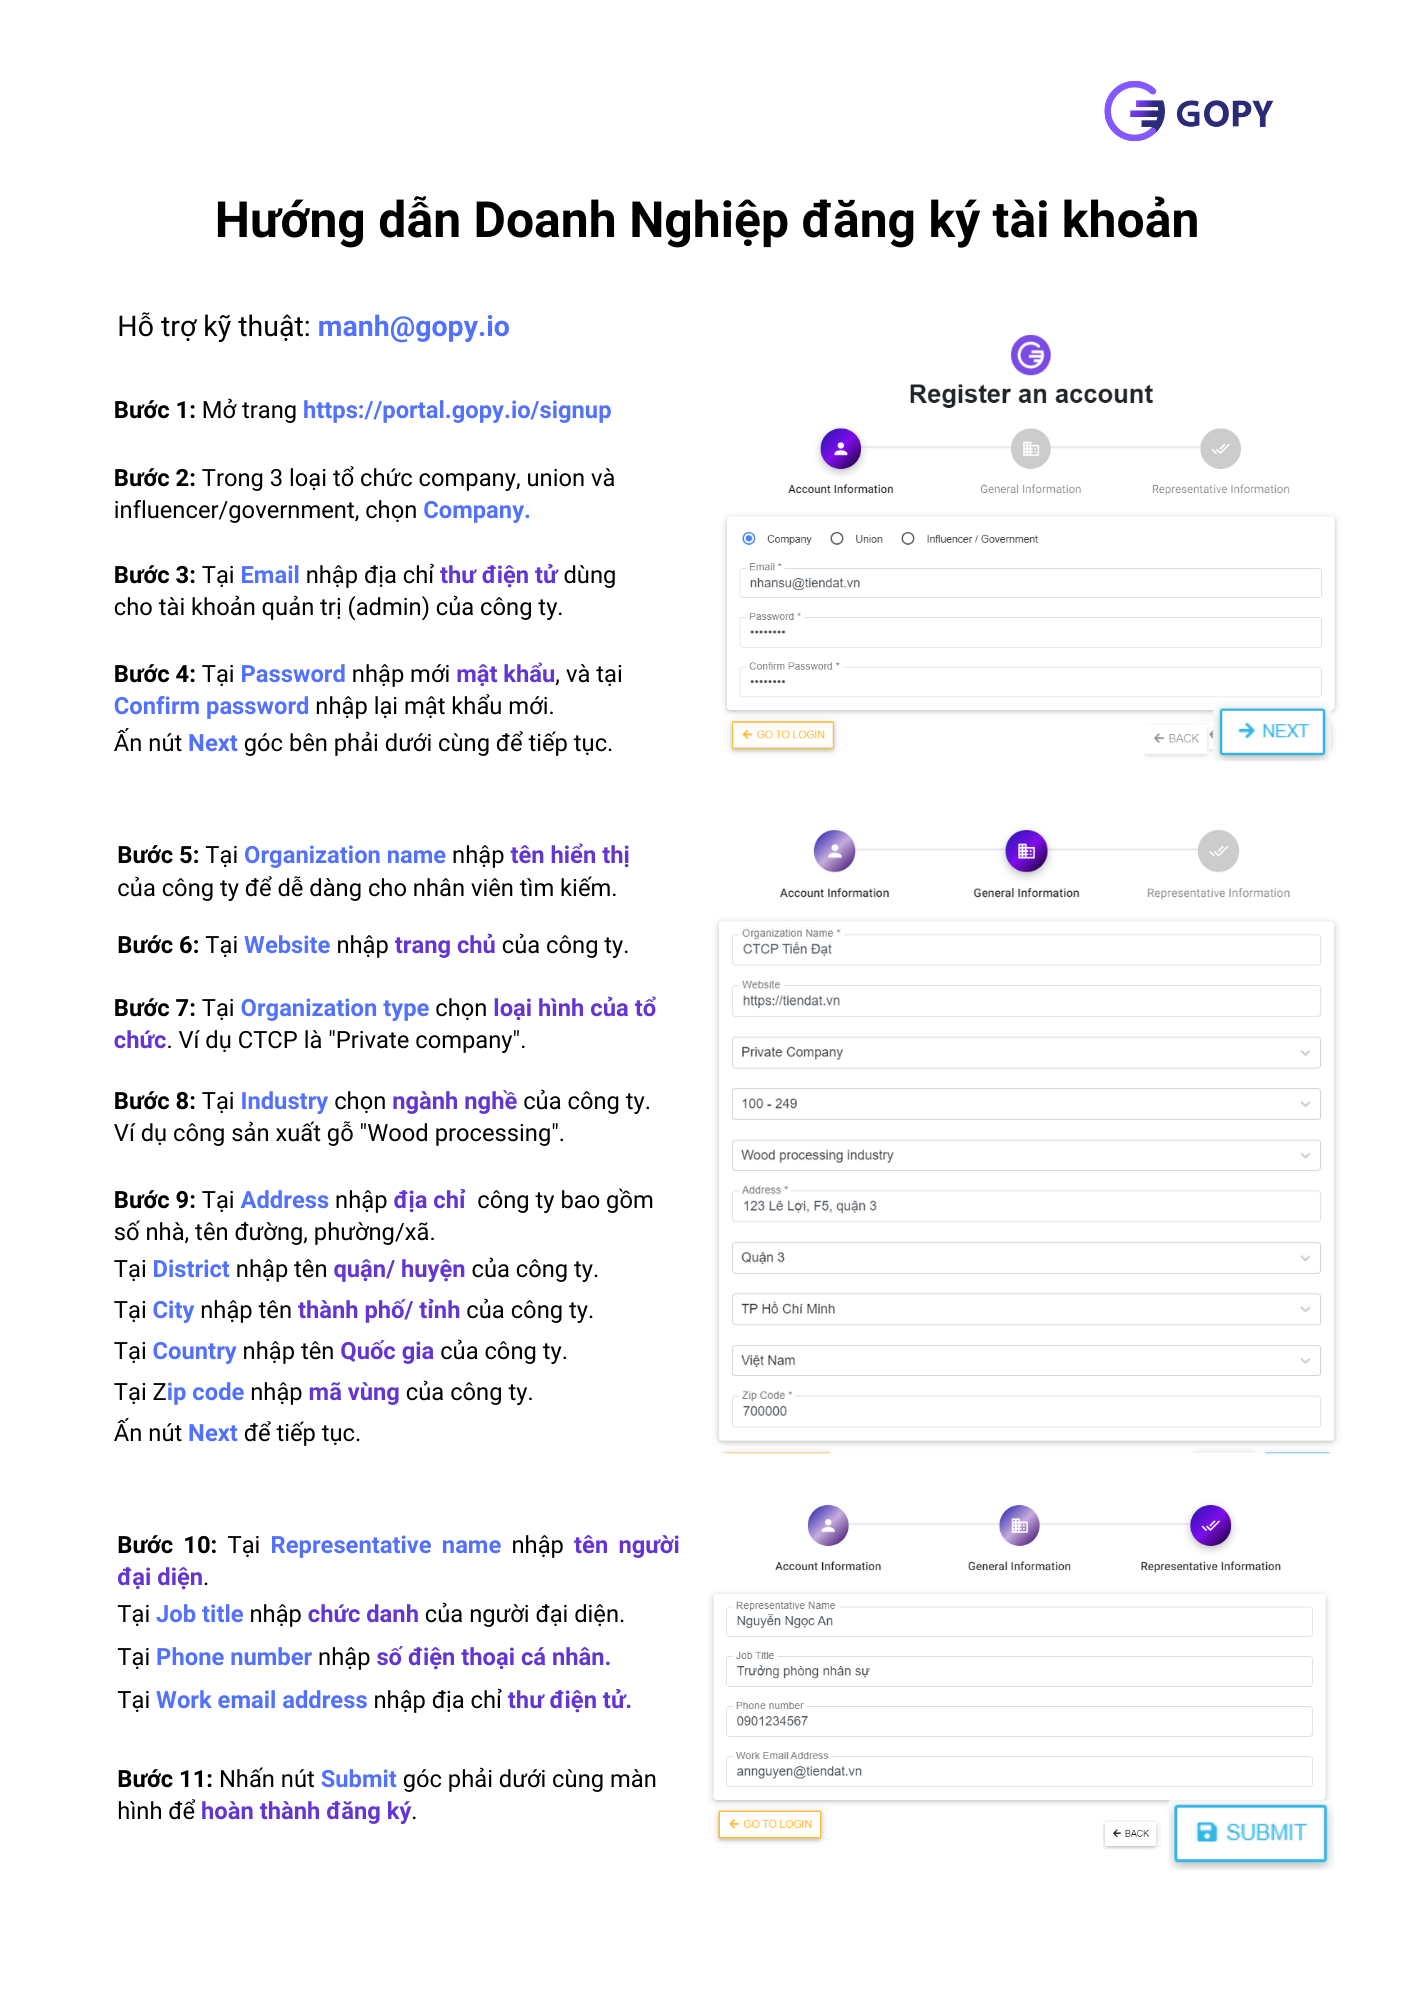 GOPY
Hướng dẫn Doanh Nghiệp đăng ký tài khoản
Hỗ trợ kỹ thuật: manh@gopy.io
Bước 1: Mở trang https://portal.gopy.io/signup
Bước 2: Trong 3 loại tổ chức company, union và
influencer/government, chọn Company.
Bước 3: Tại Email nhập địa chỉ thư điện tử dùng
cho tài khoản quản trị (admin) của công ty.
Bước 4: Tại Password nhập mới mật khẩu, và tại
Confirm password nhập lại mật khẩu mới.
Ấn nút Next góc bên phải dưới cùng để tiếp tục.
Register an account
Account Information
General Information
Representative Information
Company
Union
Influencer / Government
Email *
nhansu@tiendat.vn
Password *
••••••••
Confirm Password *
••••••••
GO TO LOGIN
BACK
NEXT
Bước 5: Tại Organization name nhập tên hiển thị
của công ty để dễ dàng cho nhân viên tìm kiếm.
Bước 6: Tại Website nhập trang chủ của công ty.
Bước 7: Tại Organization type chọn loại hình của tổ
chức. Ví dụ CTCP là "Private company".
Bước 8: Tại Industry chọn ngành nghề của công ty.
Ví dụ công sản xuất gỗ "Wood processing".
Bước 9: Tại Address nhập địa chỉ công ty bao gồm
số nhà, tên đường, phường/xã.
Tại District nhập tên quận/ huyện của công ty.
Tại City nhập tên thành phố/ tỉnh của công ty.
Tại Country nhập tên Quốc gia của công ty.
Tại Zip code nhập mã vùng của công ty.
Ấn nút Next để tiếp tục.
Account Information
General Information
Representative Information
Organization Name *
CTCP Tiến Đạt
Website
https://tiendat.vn
Private Company
100 - 249
Wood processing industry
Address *
123 Lê Lợi, F5, quận 3
Quận 3
TP Hồ Chí Minh
Việt Nam
Zip Code *
700000
Bước 10: Tại Representative name nhập tên người
đại diện.
Tại Job title nhập chức danh của người đại diện.
Tại Phone number nhập số điện thoại cá nhân.
Tại Work email address nhập địa chỉ thư điện tử.
Bước 11: Nhấn nút Submit góc phải dưới cùng màn
hình để hoàn thành đăng ký.
Account Information
General Information
Representative Information
Representative Name
Nguyễn Ngọc An
Job Title
Trưởng phòng nhân sự
Phone number
0901234567
Work Email Address
annguyen@tiendat.vn
GO TO LOGIN
BACK
SUBMIT